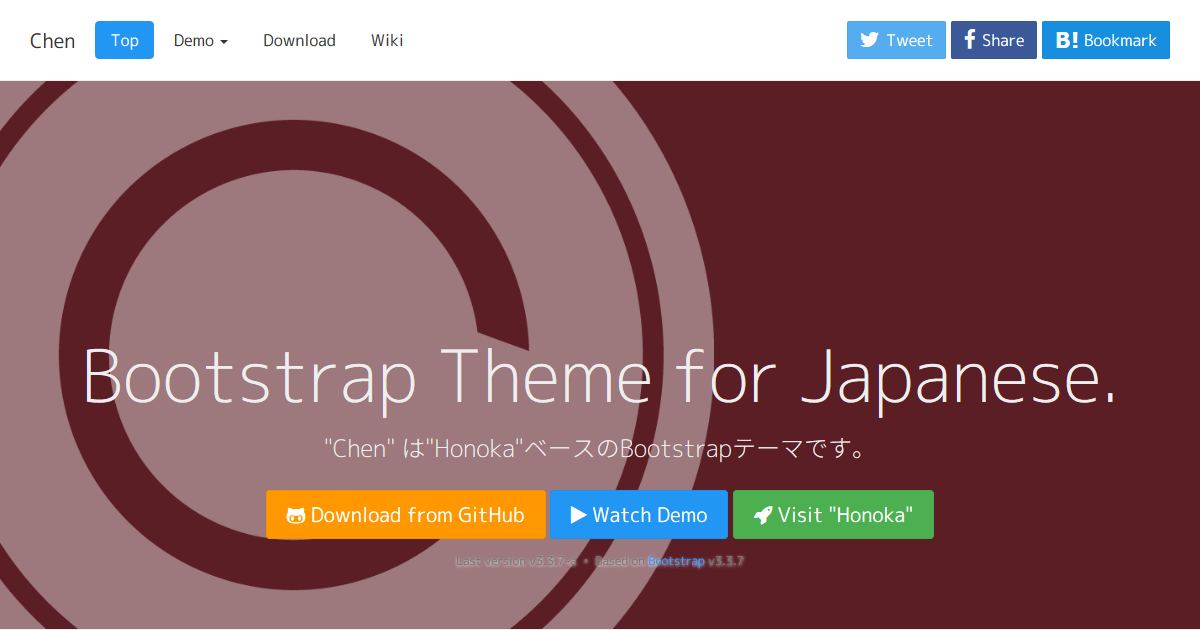 Chen Top Demo Download Wiki Tweet Share B! Bookmark
Bootstrap Theme for Japanese.
"Chen" は"Honoka"ベースのBootstrapテーマです。
Download from GitHub Watch Demo Visit "Honoka"
Last version v3.3.7-a ・ Based on Bootstrap v3.3.7